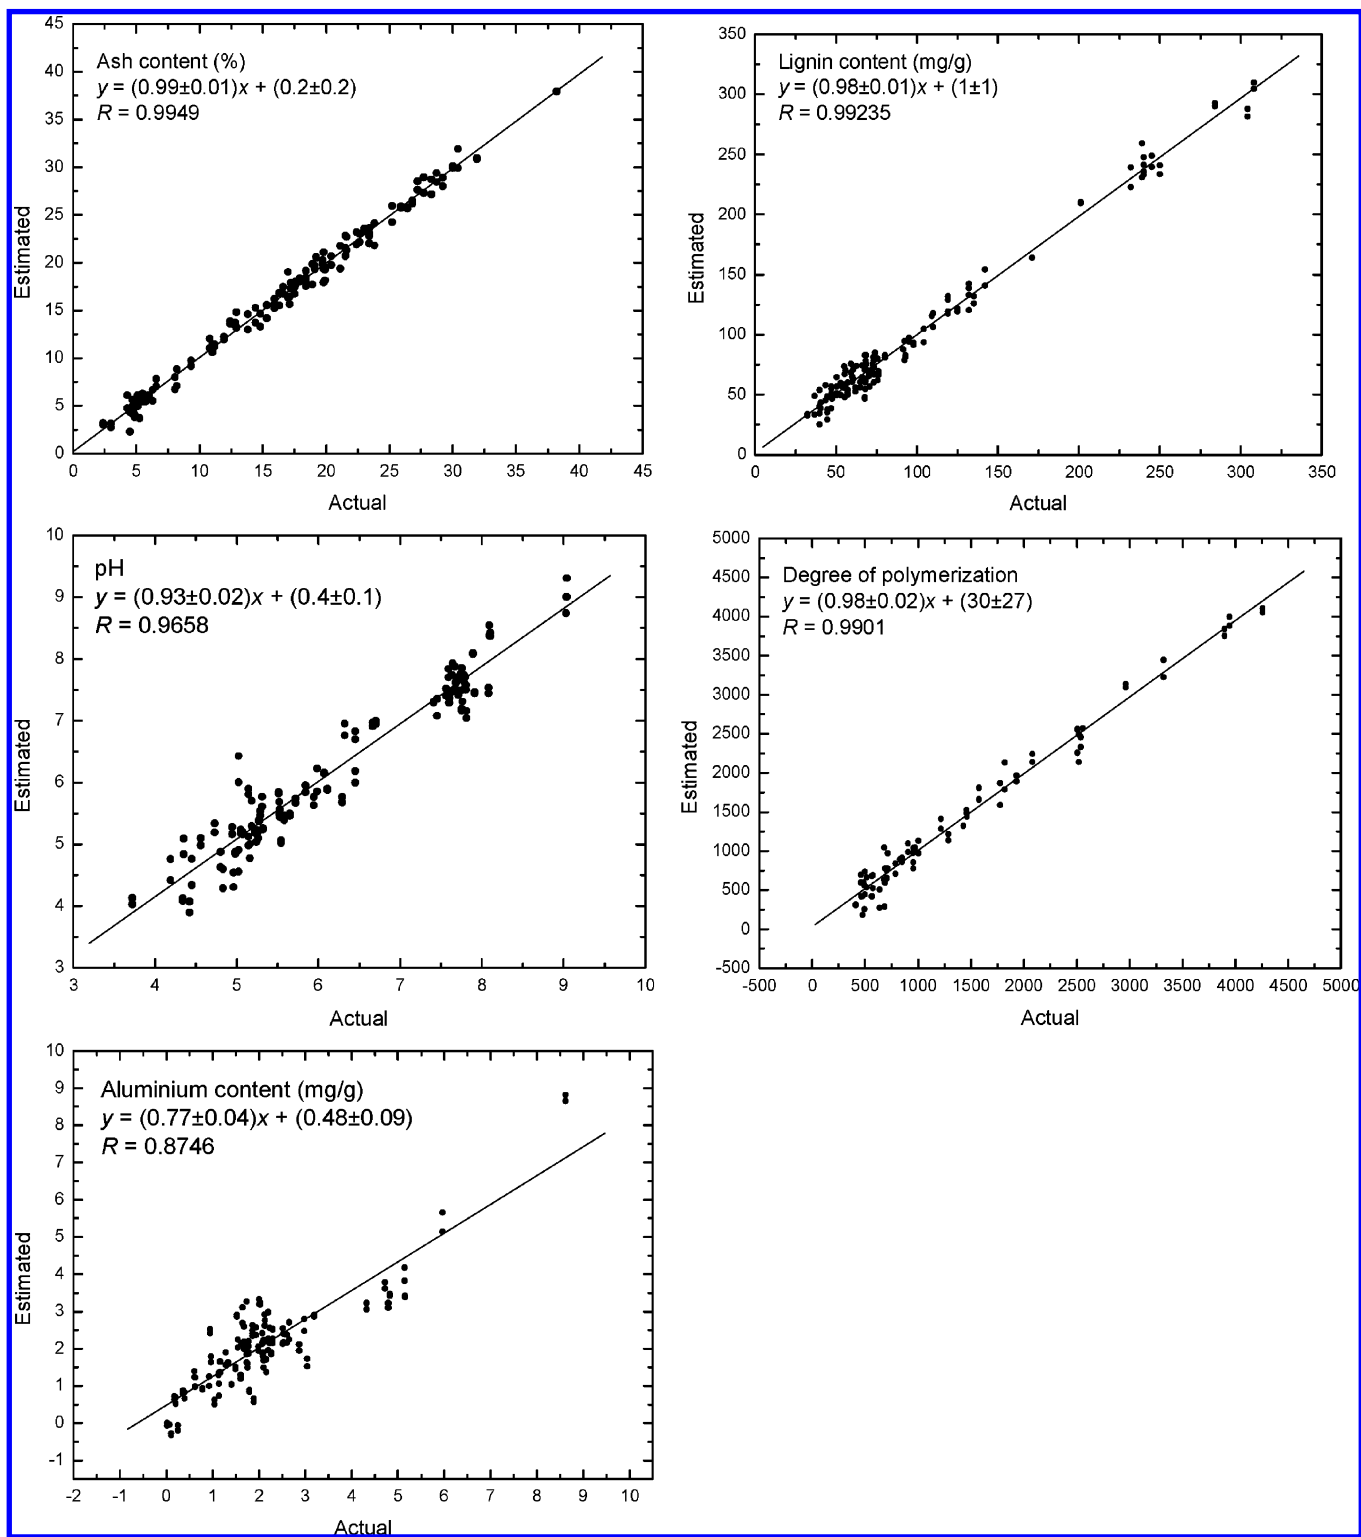 Ash content (%)
y = (0.99±0.01)x + (0.2±0.2)
R = 0.9949
45
40
35
30
25
20
15
10
5
0
Estimated
0 5 10 15 20 25 30 35 40 45
Actual
Lignin content (mg/g)
y = (0.98±0.01)x + (1±1)
R = 0.99235
350
300
250
200
150
100
50
0
Estimated
0 50 100 150 200 250 300 350
Actual
pH
y = (0.93±0.02)x + (0.4±0.1)
R = 0.9658
10
9
8
7
6
5
4
3
Estimated
3 4 5 6 7 8 9 10
Actual
Degree of polymerization
y = (0.98±0.02)x + (30±27)
R = 0.9901
5000
4500
4000
3500
3000
2500
2000
1500
1000
500
0
-500
Estimated
-500 0 500 1000 1500 2000 2500 3000 3500 4000 4500 5000
Actual
Aluminium content (mg/g)
y = (0.77±0.04)x + (0.48±0.09)
R = 0.8746
10
9
8
7
6
5
4
3
2
1
0
-1
Estimated
-2 -1 0 1 2 3 4 5 6 7 8 9 10
Actual